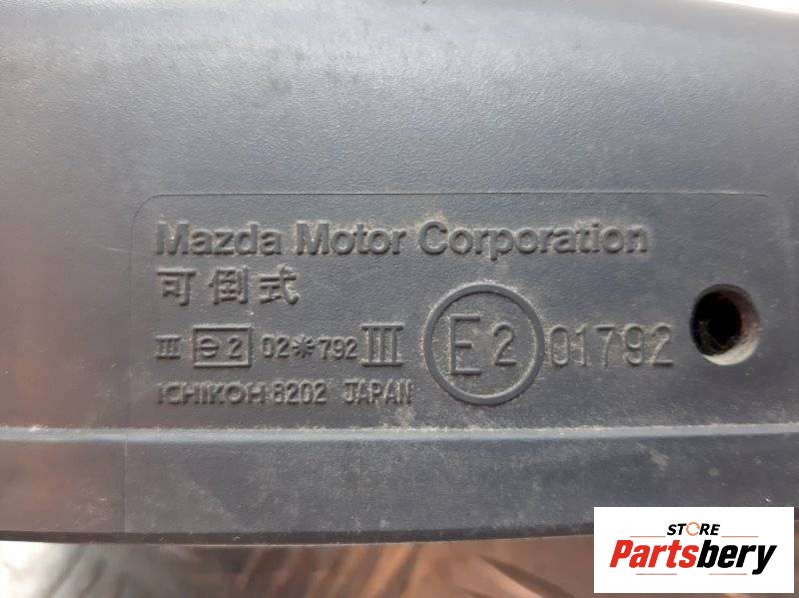 Mazda Motor Corporation
可倒式
III e2 02*792 III E2 01792
ICHIKOH 8202 JAPAN
STORE
Partsbery